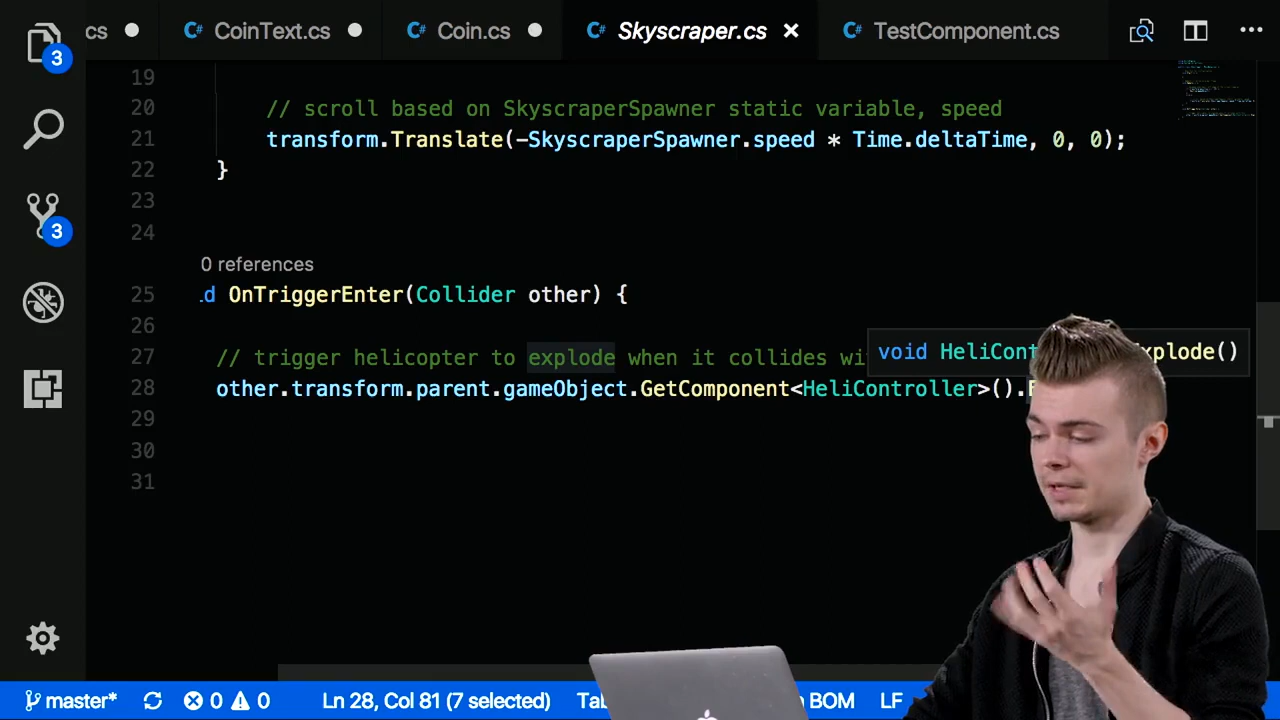 cs
CoinText.cs
Coin.cs
Skyscraper.cs
TestComponent.cs
3
3
19
20 // scroll based on SkyscraperSpawner static variable, speed
21 transform.Translate(-SkyscraperSpawner.speed * Time.deltaTime, 0, 0);
22 }
23
24
0 references
25 d OnTriggerEnter(Collider other) {
26
27 // trigger helicopter to explode when it collides
void Explode()
28 other.transform.parent.gameObject.GetComponent<HeliController>().
29
30
31
master* 0 0 Ln 28, Col 81 (7 selected) BOM LF